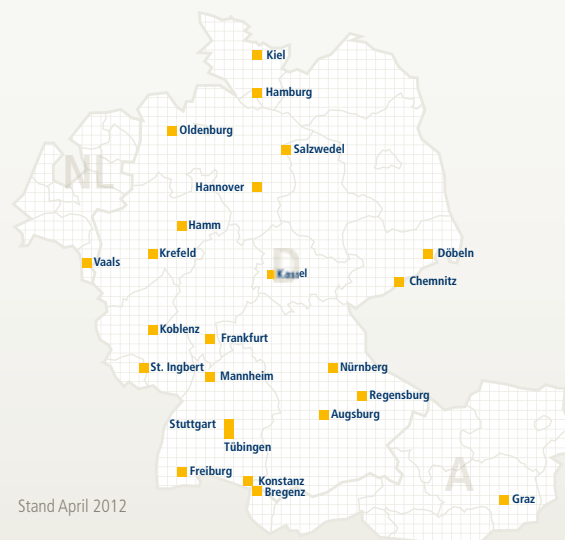 Kiel
Hamburg
Oldenburg
Salzwedel
NL
Hannover
Hamm
Krefeld
Döbeln
Vaals
D
Kassel
Chemnitz
Koblenz
Frankfurt
St. Ingbert
Nürnberg
Mannheim
Regensburg
Augsburg
Stuttgart
Tübingen
Freiburg
A
Konstanz
Bregenz
Graz
Stand April 2012